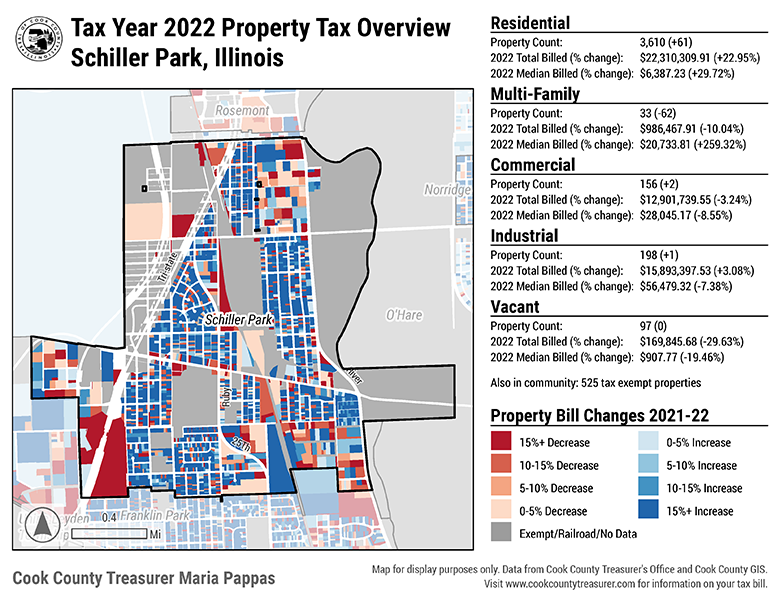 Tax Year 2022 Property Tax Overview
Schiller Park, Illinois
Rosemont
Norridge
Tri-state
Schiller Park
O'Hare
River
Ruby
25Th
Franklin Park
0.4
Mi
Residential
Property Count: 3,610 (+61)
2022 Total Billed (% change): $22,310,309.91 (+22.95%)
2022 Median Billed (% change): $6,387.23 (+29.72%)
Multi-Family
Property Count: 33 (-62)
2022 Total Billed (% change): $986,467.91 (-10.04%)
2022 Median Billed (% change): $20,733.81 (+259.32%)
Commercial
Property Count: 156 (+2)
2022 Total Billed (% change): $12,901,739.55 (-3.24%)
2022 Median Billed (% change): $28,045.17 (-8.55%)
Industrial
Property Count: 198 (+1)
2022 Total Billed (% change): $15,893,397.53 (+3.08%)
2022 Median Billed (% change): $56,479.32 (-7.38%)
Vacant
Property Count: 97 (0)
2022 Total Billed (% change): $169,845.68 (-29.63%)
2022 Median Billed (% change): $907.77 (-19.46%)
Also in community: 525 tax exempt properties
Property Bill Changes 2021-22
15%+ Decrease 0-5% Increase
10-15% Decrease 5-10% Increase
5-10% Decrease 10-15% Increase
0-5% Decrease 15%+ Increase
Exempt/Railroad/No Data
Cook County Treasurer Maria Pappas
Map for display purposes only. Data from Cook County Treasurer's Office and Cook County GIS.
Visit www.cookcountytreasurer.com for information on your tax bill.